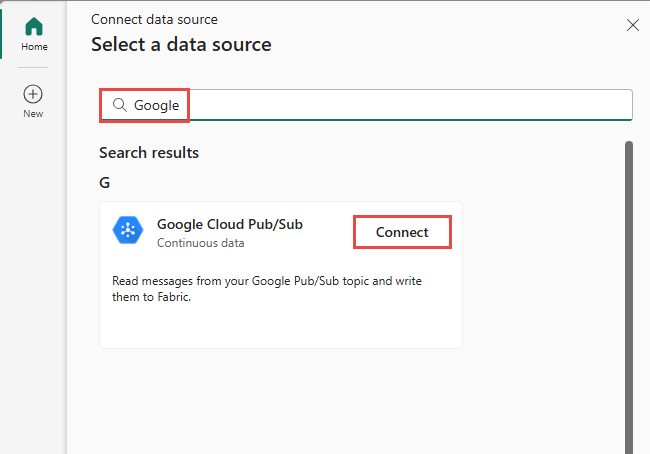 Connect data source
Select a data source
Home
New
Google
Search results
G
Google Cloud Pub/Sub
Continuous data
Connect
Read messages from your Google Pub/Sub topic and write
them to Fabric.